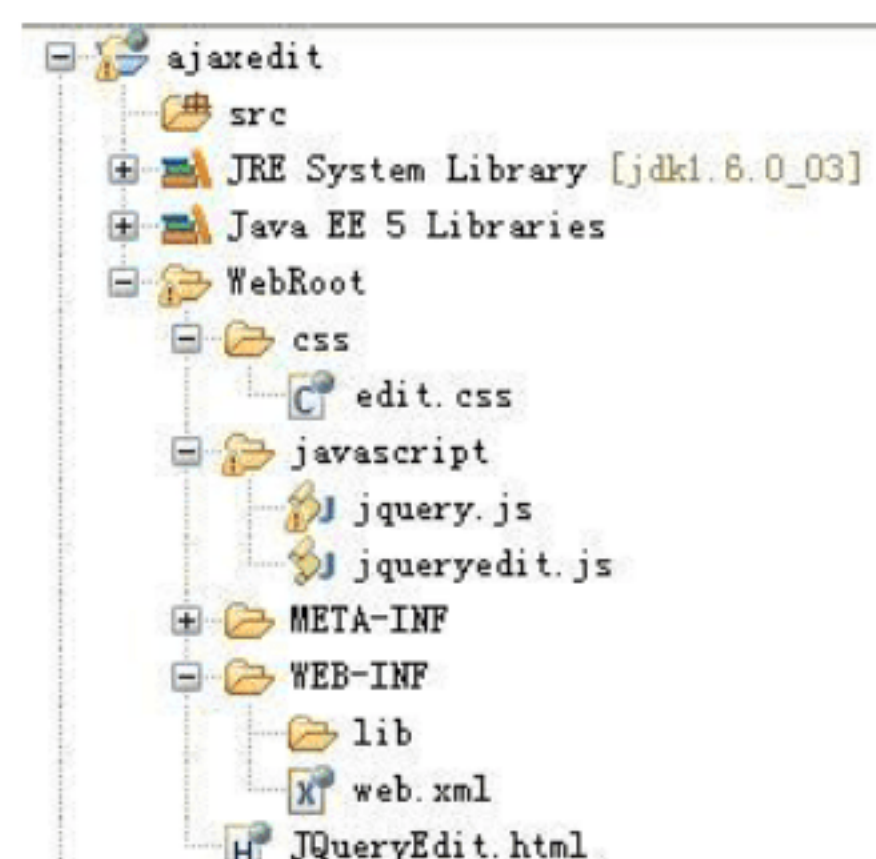 ajaxedit
src
JRE System Library [jdk1.6.0_03]
Java EE 5 Libraries
WebRoot
css
edit.css
javascript
jquery.js
jqueryedit.js
META-INF
WEB-INF
lib
web.xml
JQueryEdit.html